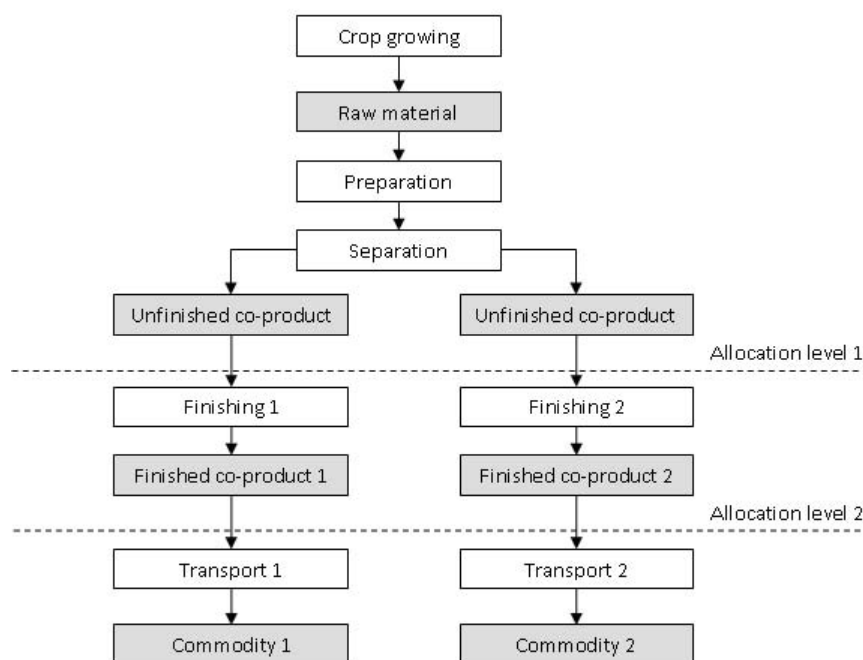 Crop growing
Raw material
Preparation
Separation
Unfinished co-product
Unfinished co-product
Allocation level 1
Finishing 1
Finishing 2
Finished co-product 1
Finished co-product 2
Allocation level 2
Transport 1
Transport 2
Commodity 1
Commodity 2